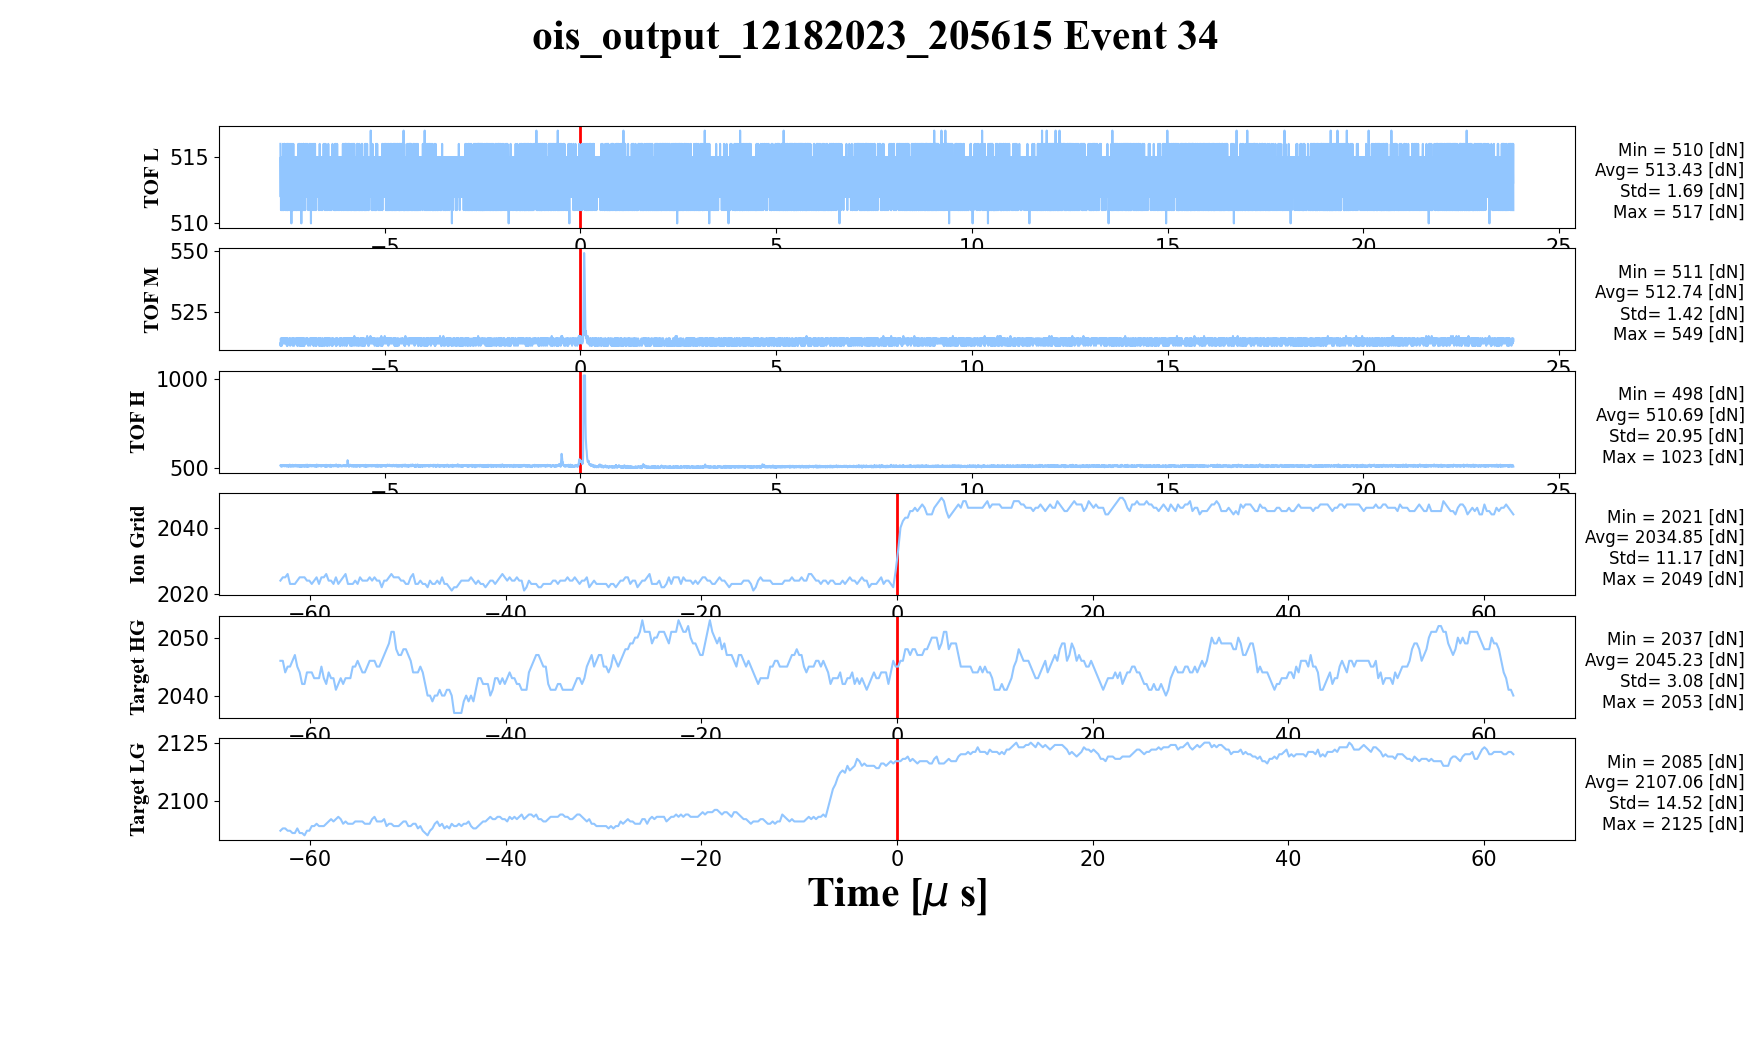 ois_output_12182023_205615 Event 34
TOF L
515
510
−5 0 5 10 15 20 25
Min = 510 [dN]
Avg= 513.43 [dN]
Std= 1.69 [dN]
Max = 517 [dN]
TOF M
550
525
−5 0 5 10 15 20 25
Min = 511 [dN]
Avg= 512.74 [dN]
Std= 1.42 [dN]
Max = 549 [dN]
TOF H
1000
500
−5 0 5 10 15 20 25
Min = 498 [dN]
Avg= 510.69 [dN]
Std= 20.95 [dN]
Max = 1023 [dN]
Ion Grid
2040
2020
−60 −40 −20 0 20 40 60
Min = 2021 [dN]
Avg= 2034.85 [dN]
Std= 11.17 [dN]
Max = 2049 [dN]
Target HG
2050
2040
−60 −40 −20 0 20 40 60
Min = 2037 [dN]
Avg= 2045.23 [dN]
Std= 3.08 [dN]
Max = 2053 [dN]
Target LG
2125
2100
−60 −40 −20 0 20 40 60
Min = 2085 [dN]
Avg= 2107.06 [dN]
Std= 14.52 [dN]
Max = 2125 [dN]
Time [μ s]